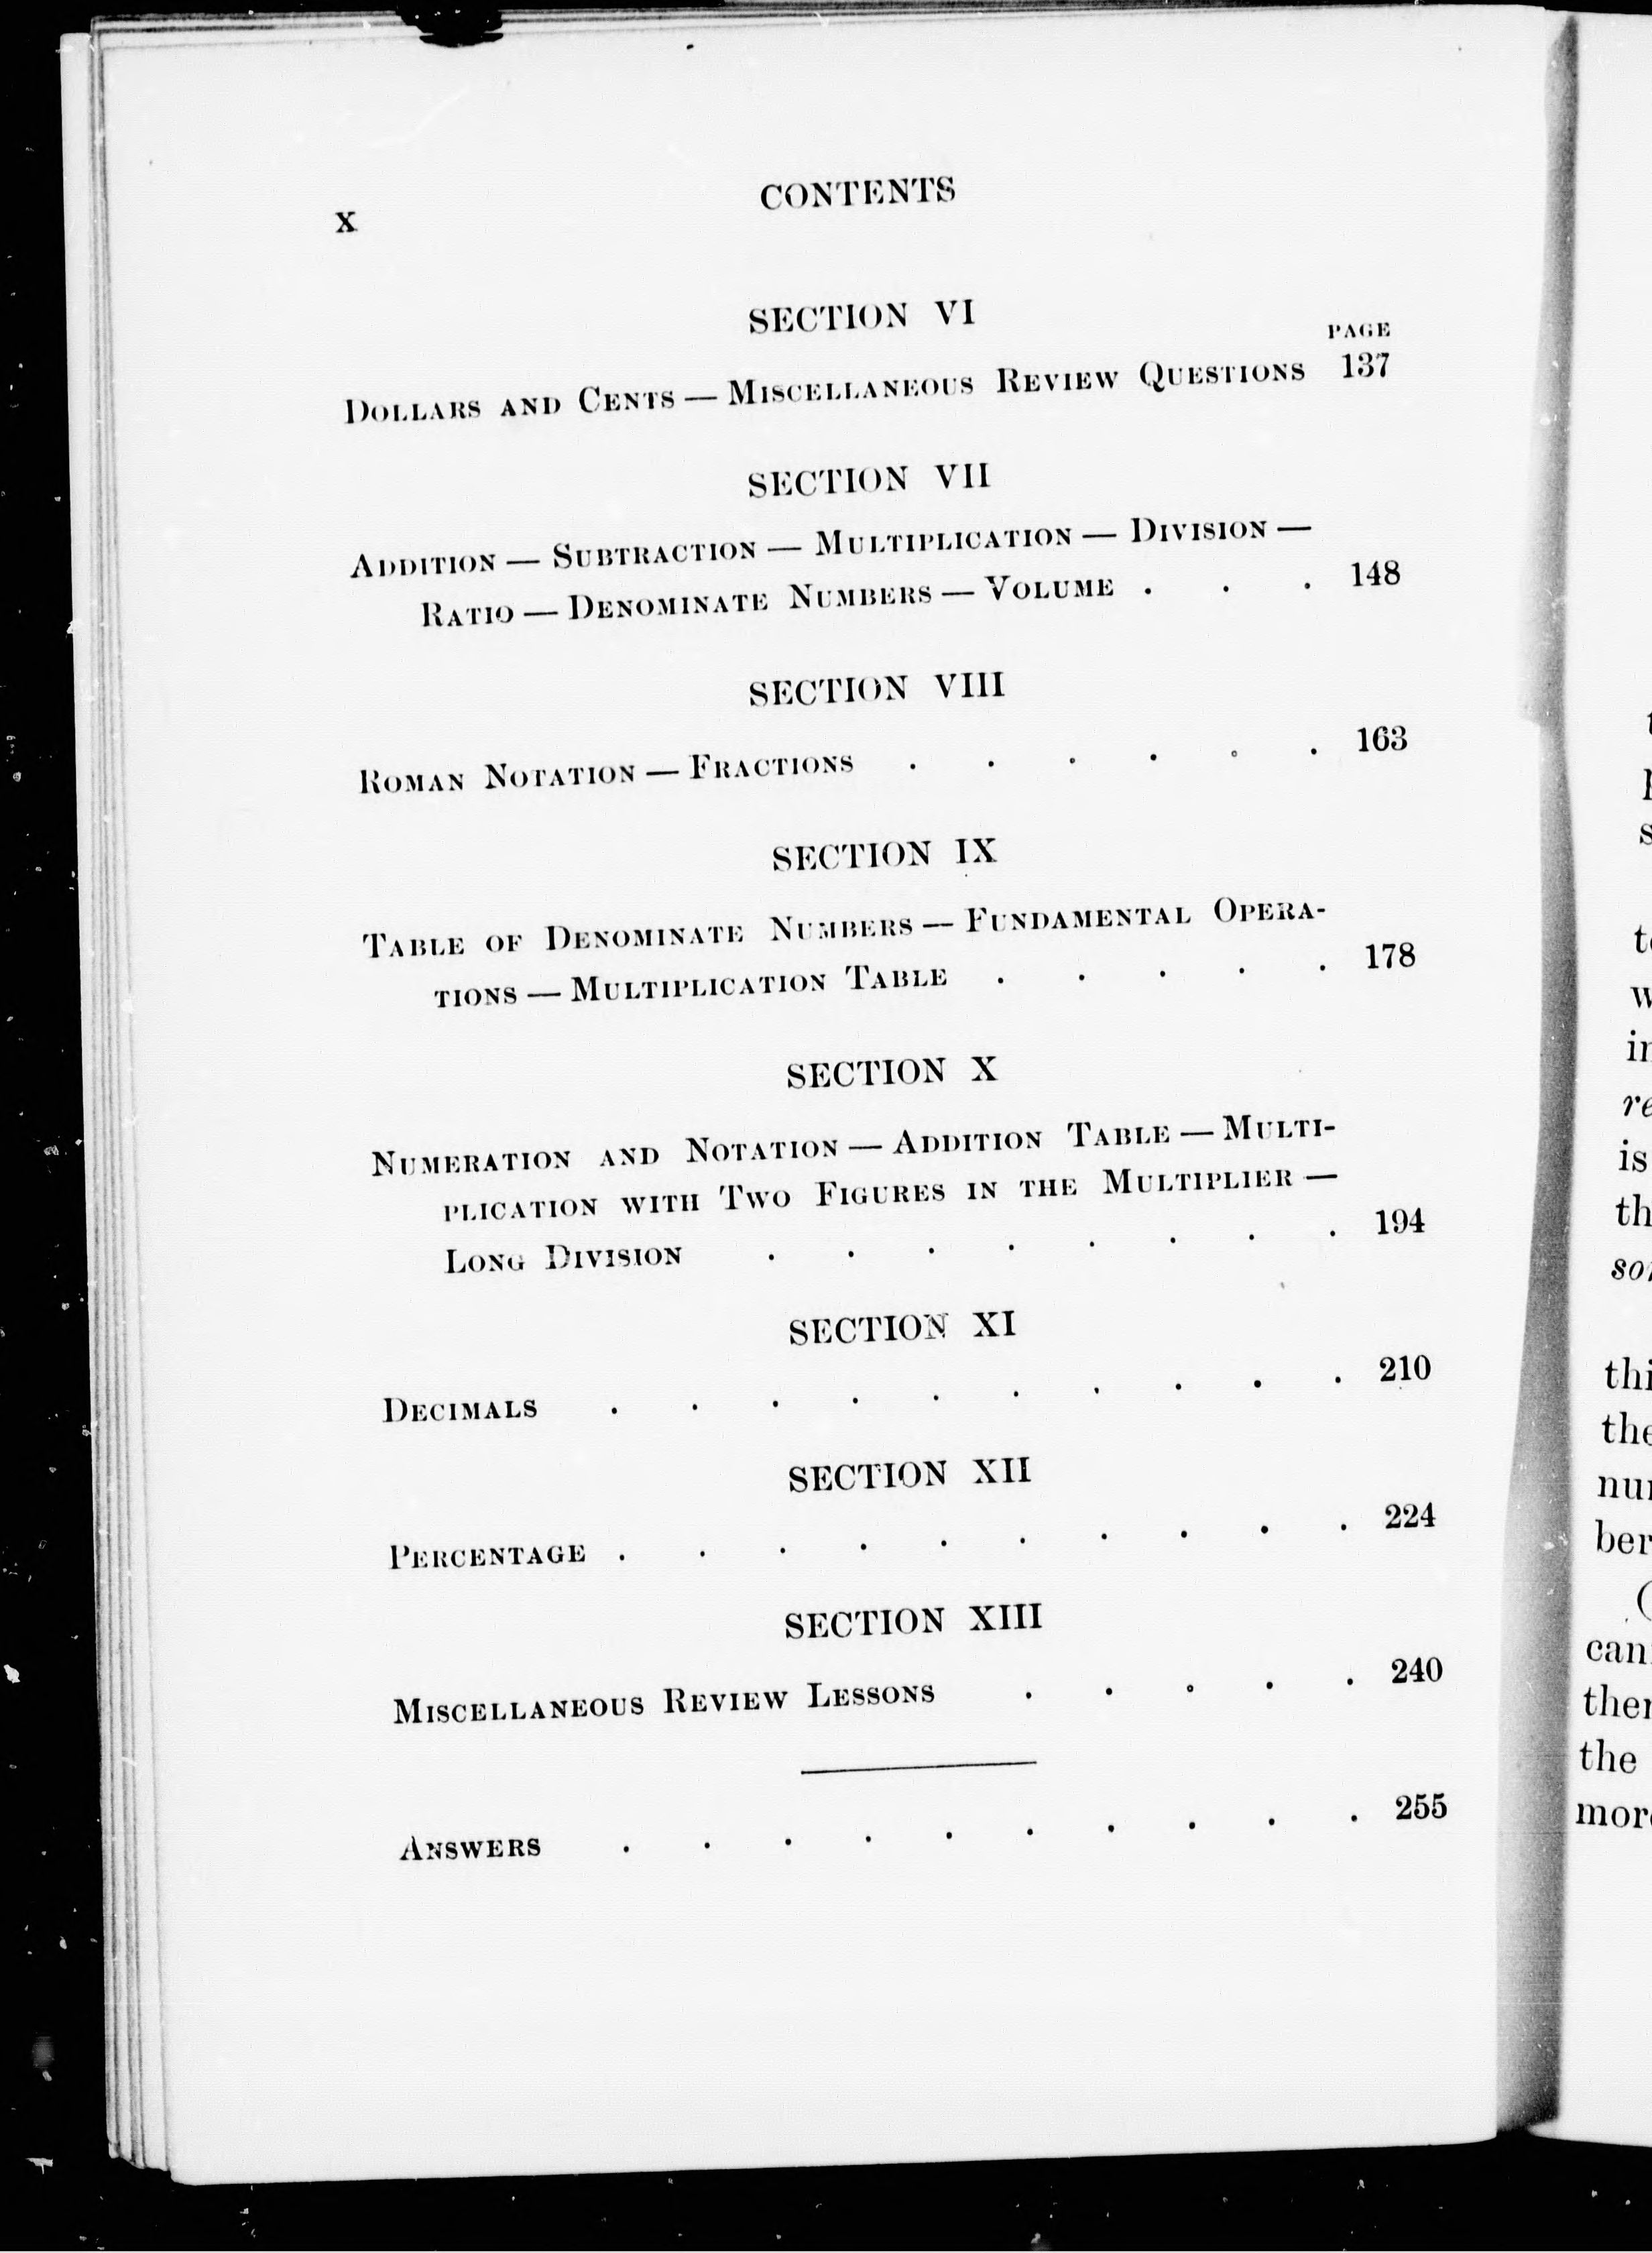 x
CONTENTS
SECTION VI
PAGE
DOLLARS AND CENTS — MISCELLANEOUS REVIEW QUESTIONS 137
SECTION VII
ADDITION — SUBTRACTION — MULTIPLICATION — DIVISION —
RATIO — DENOMINATE NUMBERS — VOLUME . . . 148
SECTION VIII
ROMAN NOTATION — FRACTIONS . . . . . . 163
SECTION IX
TABLE OF DENOMINATE NUMBERS — FUNDAMENTAL OPERA-
TIONS — MULTIPLICATION TABLE . . . . . 178
SECTION X
NUMERATION AND NOTATION — ADDITION TABLE — MULTI-
PLICATION WITH TWO FIGURES IN THE MULTIPLIER —
LONG DIVISION . . . . . . . . 194
SECTION XI
DECIMALS . . . . . . . . . . 210
SECTION XII
PERCENTAGE . . . . . . . . . . 224
SECTION XIII
MISCELLANEOUS REVIEW LESSONS . . . . . 240
ANSWERS . . . . . . . . . . 255